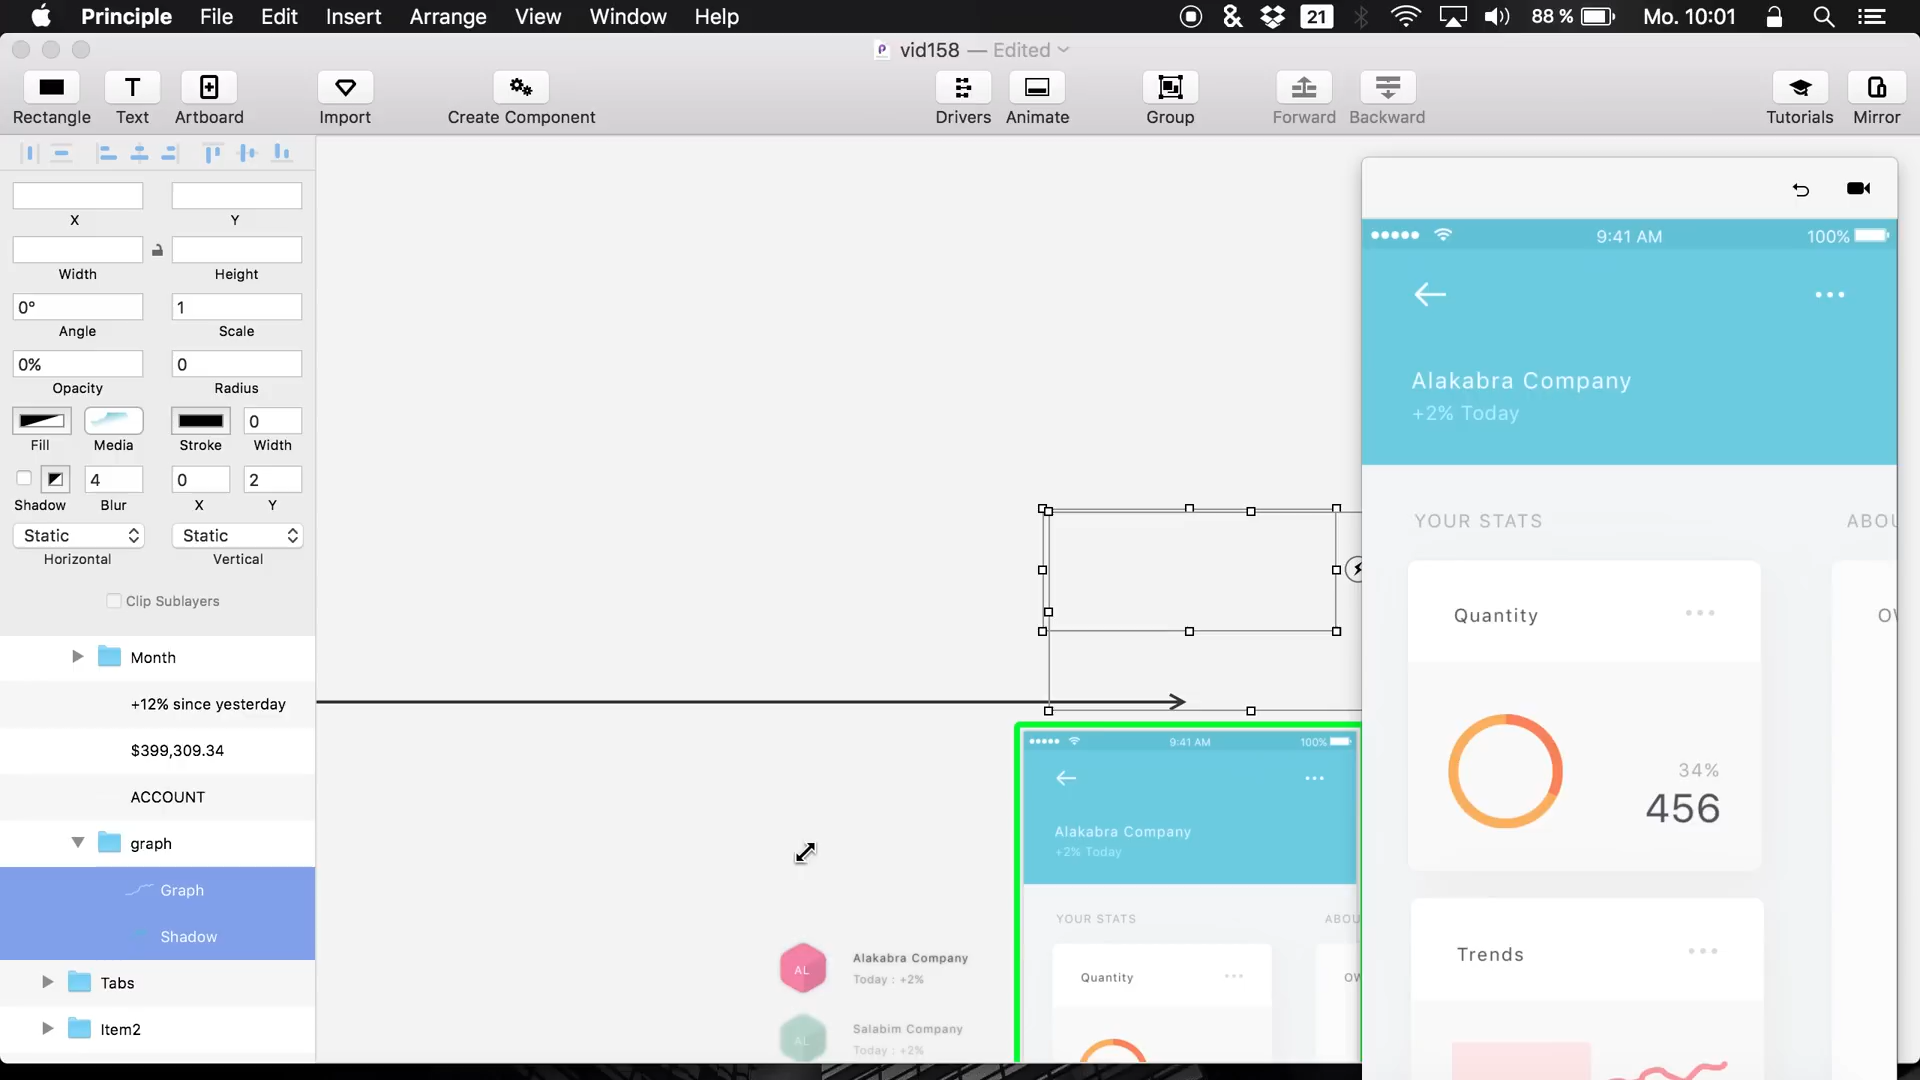 Principle File Edit Insert Arrange View Window Help 21 88 % Mo. 10:01
vid158 — Edited
Rectangle Text Artboard Import Create Component Drivers Animate Group Forward Backward Tutorials Mirror
X Y
Width Height
0° 1
Angle Scale
0% 0
Opacity Radius
0
Fill Media Stroke Width
4 0 2
Shadow Blur X Y
Static Static
Horizontal Vertical
Clip Sublayers
Month
+12% since yesterday
$399,309.34
ACCOUNT
graph
Graph
Shadow
Tabs
Item2
AL Alakabra Company
Today : +2%
AL Salabim Company
Today : +2%
9:41 AM 100%
Alakabra Company
+2% Today
YOUR STATS ABOU
Quantity OW
9:41 AM 100%
Alakabra Company
+2% Today
YOUR STATS ABOU
Quantity OW
34%
456
Trends